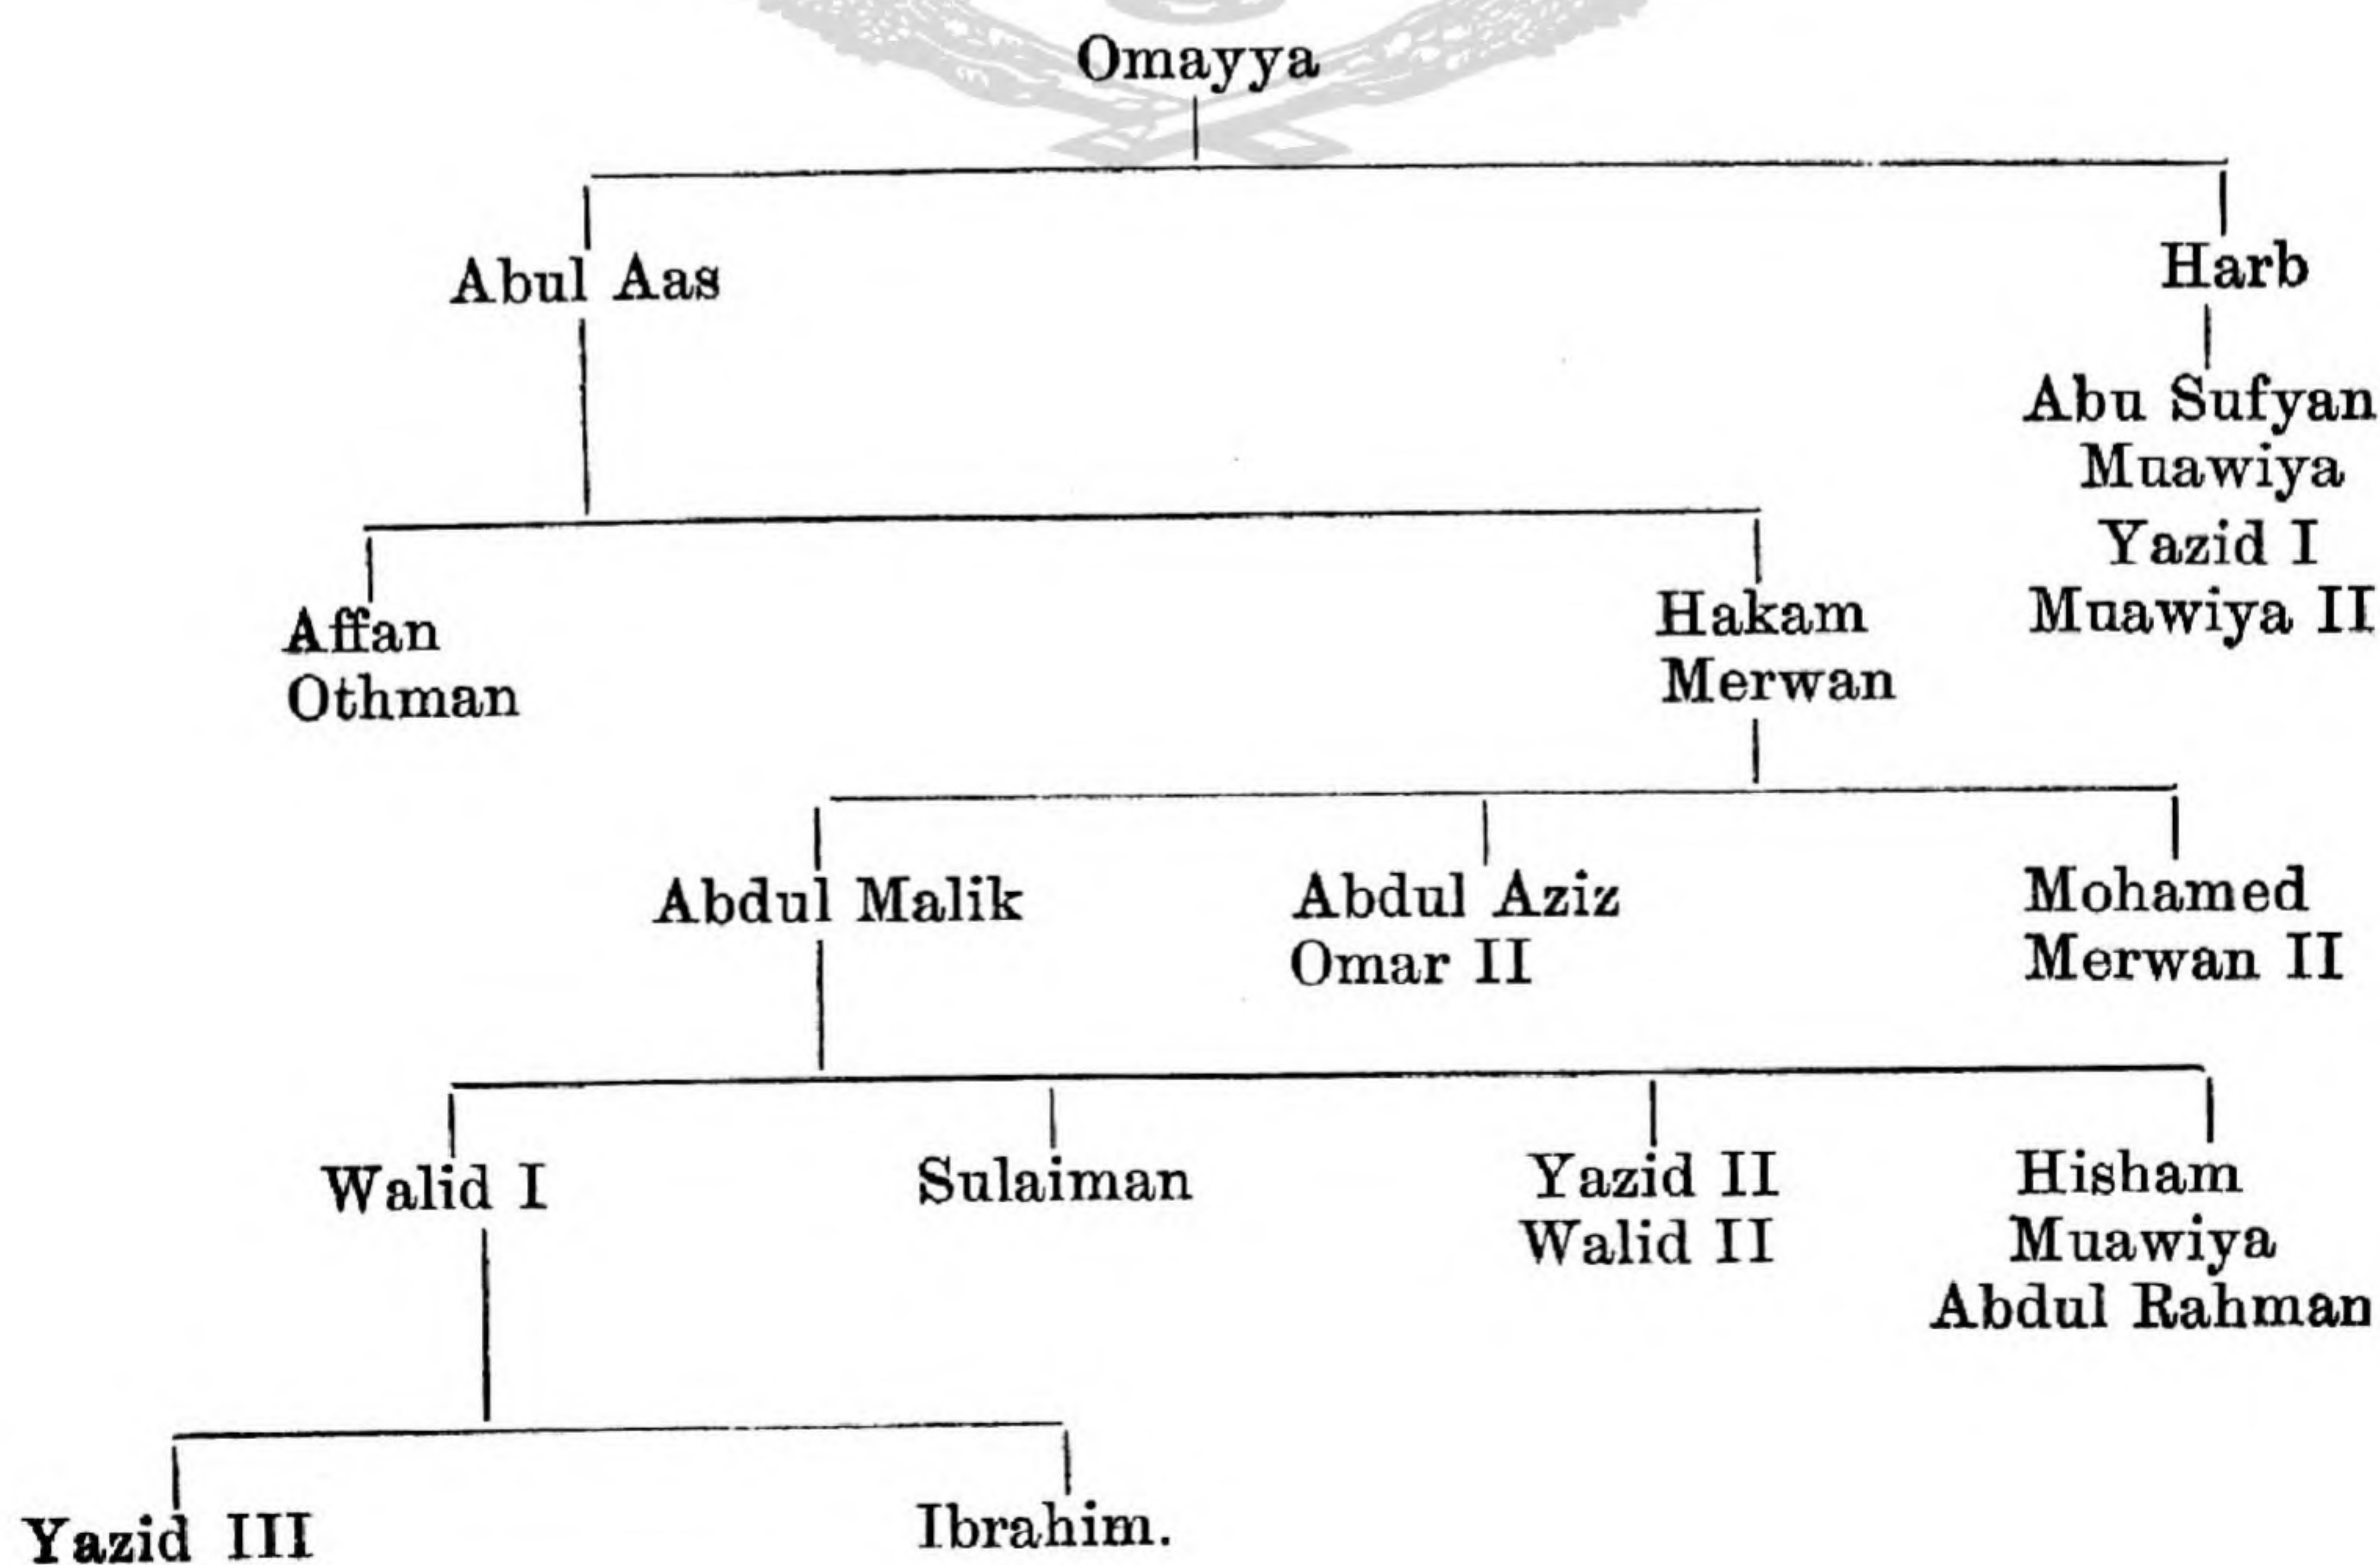 Omayya
Abul Aas
Harb
Abu Sufyan
Muawiya
Yazid I
Muawiya II
Affan
Othman
Hakam
Merwan
Abdul Malik
Abdul Aziz
Omar II
Mohamed
Merwan II
Walid I
Sulaiman
Yazid II
Walid II
Hisham
Muawiya
Abdul Rahman
Yazid III
Ibrahim.